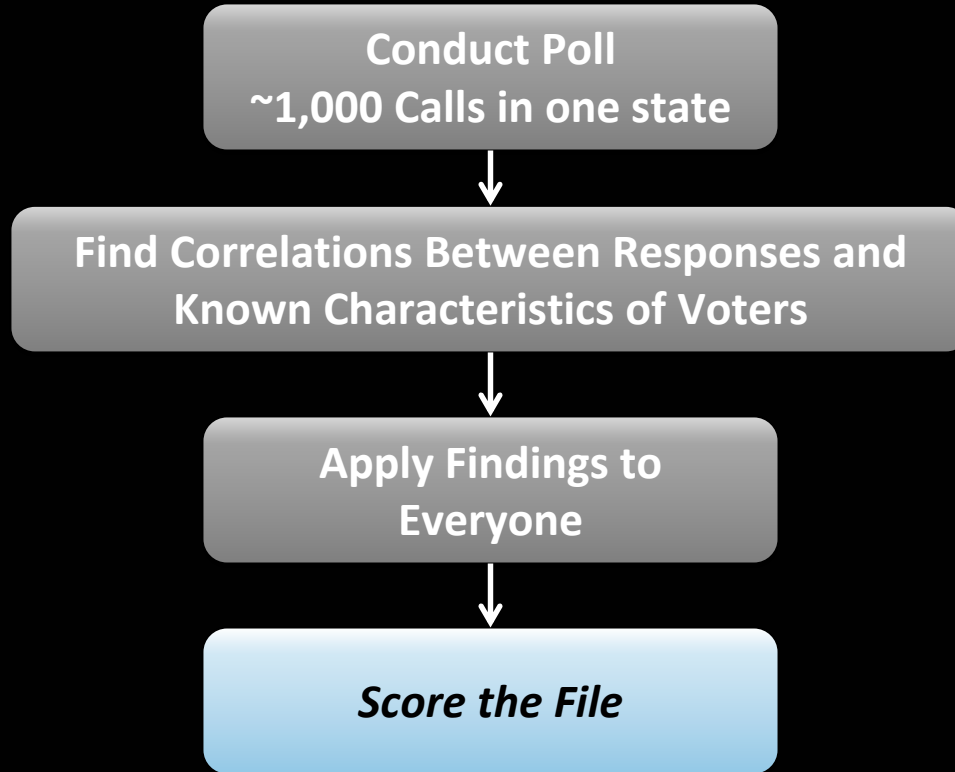 Conduct Poll
~1,000 Calls in one state
Find Correlations Between Responses and
Known Characteristics of Voters
Apply Findings to
Everyone
Score the File